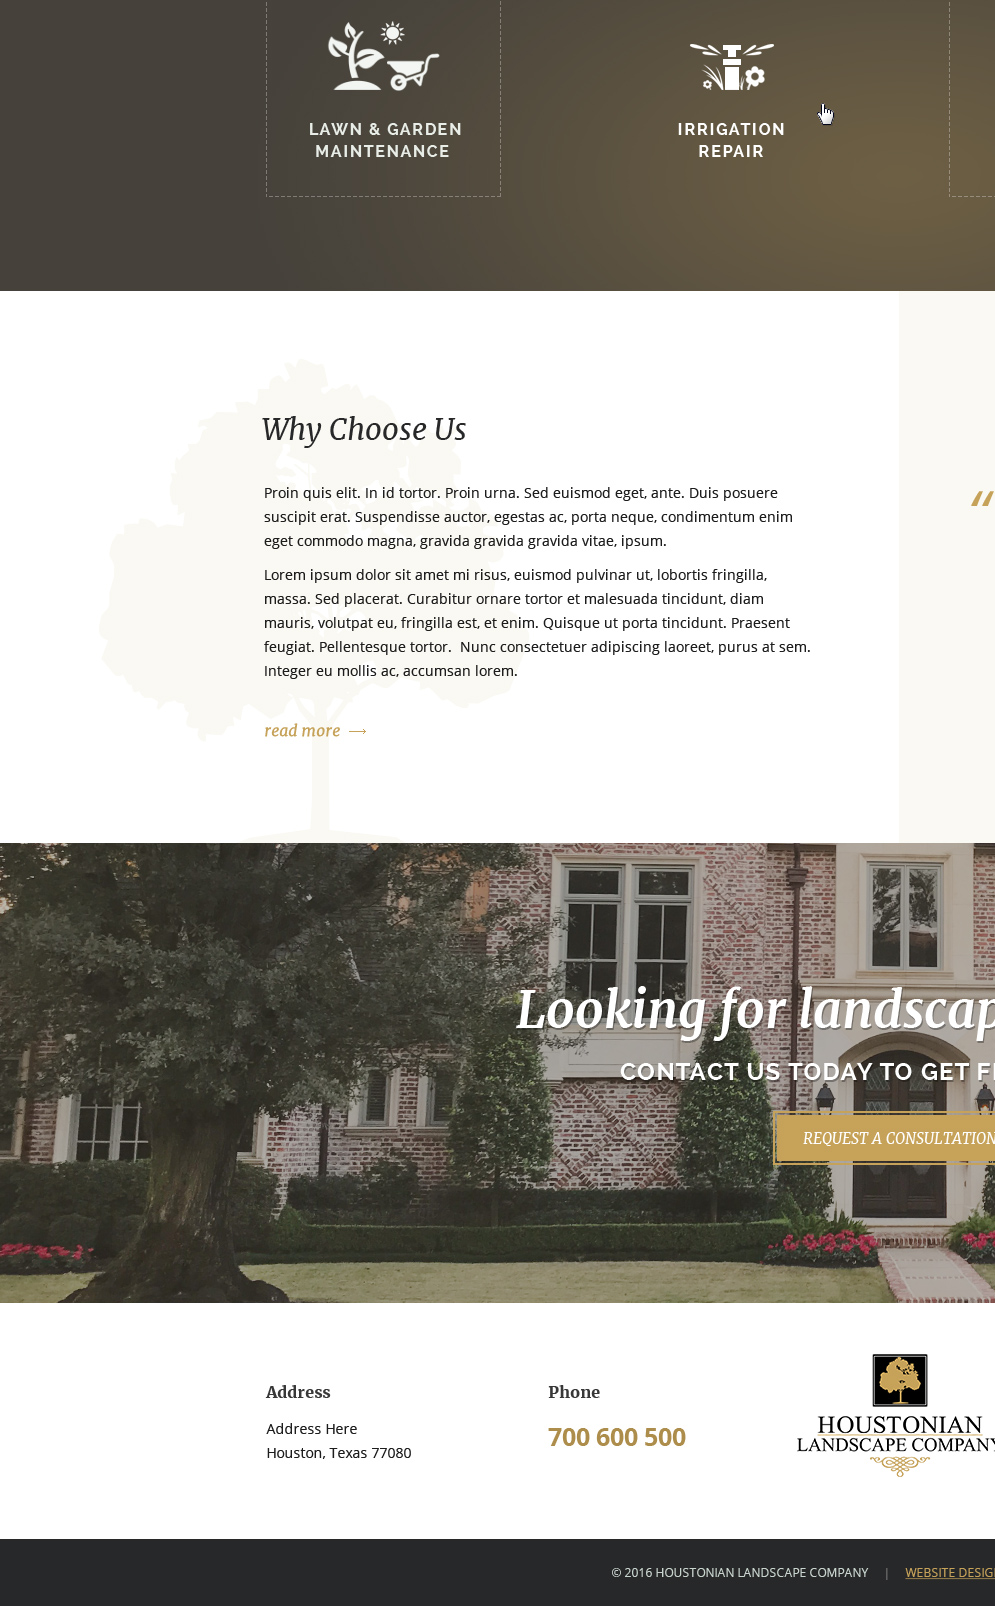 LAWN & GARDEN
MAINTENANCE
IRRIGATION
REPAIR
Why Choose Us
Proin quis elit. In id tortor. Proin urna. Sed euismod eget, ante. Duis posuere
suscipit erat. Suspendisse auctor, egestas ac, porta neque, condimentum enim
eget commodo magna, gravida gravida gravida vitae, ipsum.
Lorem ipsum dolor sit amet mi risus, euismod pulvinar ut, lobortis fringilla,
massa. Sed placerat. Curabitur ornare tortor et malesuada tincidunt, diam
mauris, volutpat eu, fringilla est, et enim. Quisque ut porta tincidunt. Praesent
feugiat. Pellentesque tortor.  Nunc consectetuer adipiscing laoreet, purus at sem.
Integer eu mollis ac, accumsan lorem.
read more →
“
Looking for landscap
CONTACT US TODAY TO GET F
REQUEST A CONSULTATION
Address
Address Here
Houston, Texas 77080
Phone
700 600 500
HOUSTONIAN
LANDSCAPE COMPANY
© 2016 HOUSTONIAN LANDSCAPE COMPANY | WEBSITE DESIG